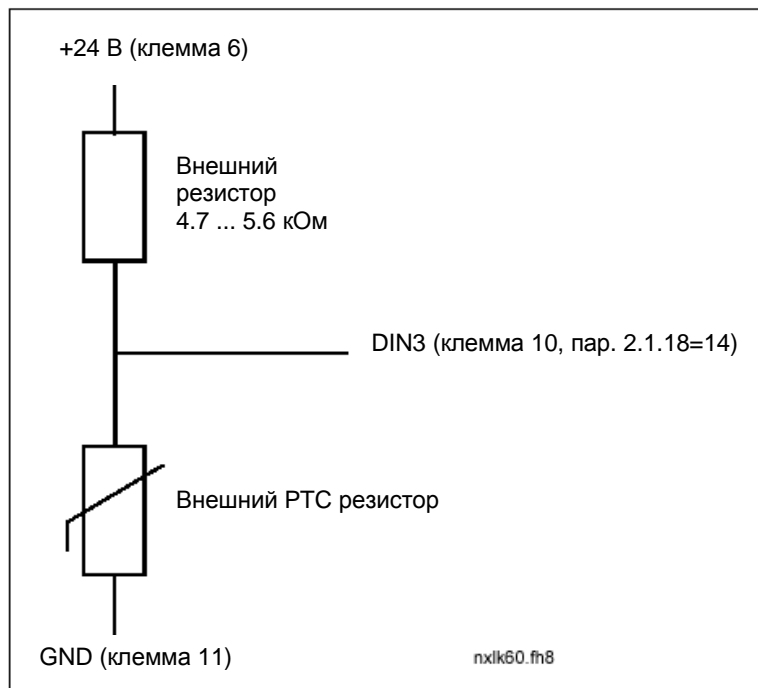 +24 В (клемма 6)
Внешний
резистор
4.7 ... 5.6 кОм
DIN3 (клемма 10, пар. 2.1.18=14)
Внешний PTC резистор
GND (клемма 11)
nxlk60.fh8